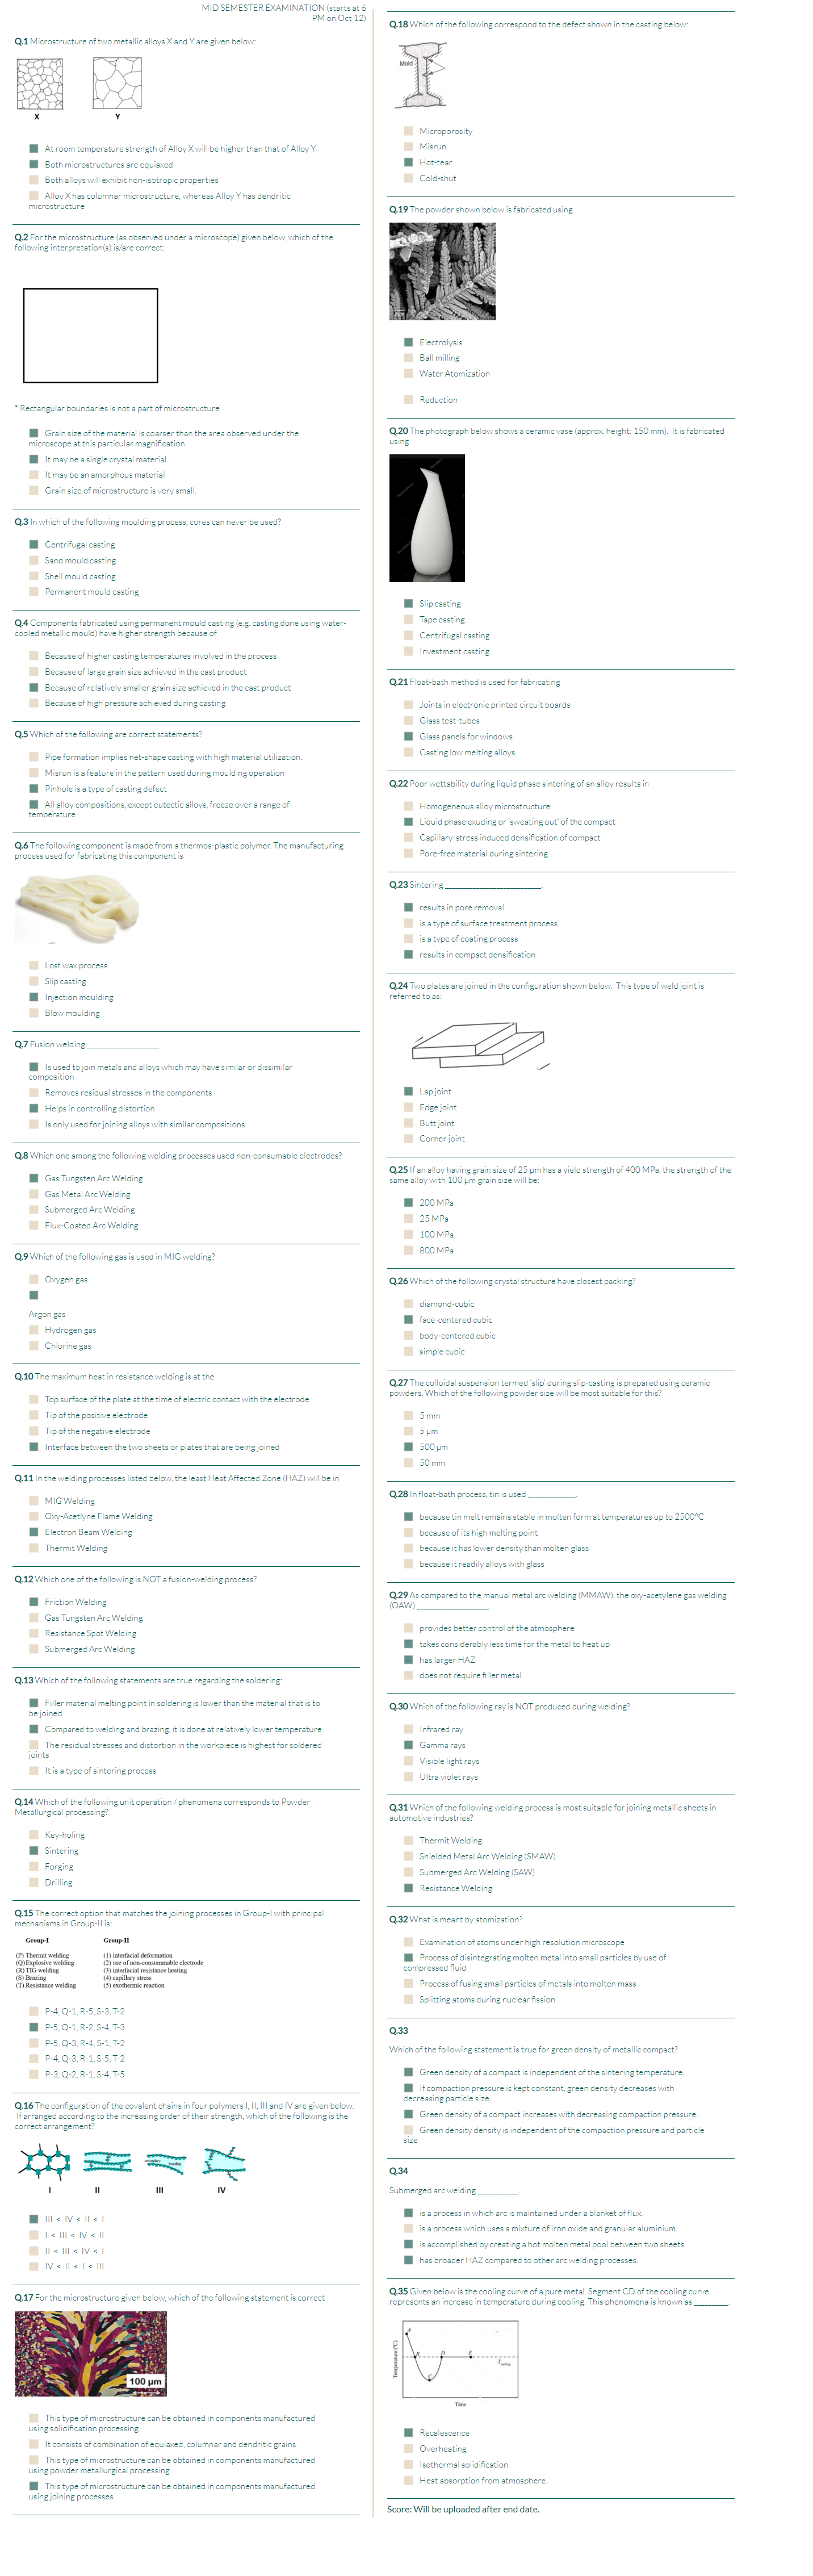 MID SEMESTER EXAMINATION (starts at 6
PM on Oct 12)
Q.1 Microstructure of two metallic alloys X and Y are given below:
X Y
At room temperature strength of Alloy X will be higher than that of Alloy Y
Both microstructures are equiaxed
Both alloys will exhibit non-isotropic properties
Alloy X has columnar microstructure, whereas Alloy Y has dendritic
microstructure
Q.2 For the microstructure (as observed under a microscope) given below, which of the
following interpretation(s) is/are correct:
* Rectangular boundaries is not a part of microstructure
Grain size of the material is coarser than the area observed under the
microscope at this particular magnification
It may be a single crystal material
It may be an amorphous material
Grain size of microstructure is very small.
Q.3 In which of the following moulding process, cores can never be used?
Centrifugal casting
Sand mould casting
Shell mould casting
Permanent mould casting
Q.4 Components fabricated using permanent mould casting (e.g. casting done using water-
cooled metallic mould) have higher strength because of
Because of higher casting temperatures involved in the process
Because of large grain size achieved in the cast product
Because of relatively smaller grain size achieved in the cast product
Because of high pressure achieved during casting
Q.5 Which of the following are correct statements?
Pipe formation implies net-shape casting with high material utilization.
Misrun is a feature in the pattern used during moulding operation
Pinhole is a type of casting defect
All alloy compositions, except eutectic alloys, freeze over a range of
temperature
Q.6 The following component is made from a thermos-plastic polymer. The manufacturing
process used for fabricating this component is
Lost wax process
Slip casting
Injection moulding
Blow moulding
Q.7 Fusion welding ____________________
Is used to join metals and alloys which may have similar or dissimilar
composition
Removes residual stresses in the components
Helps in controlling distortion
Is only used for joining alloys with similar compositions
Q.8 Which one among the following welding processes used non-consumable electrodes?
Gas Tungsten Arc Welding
Gas Metal Arc Welding
Submerged Arc Welding
Flux-Coated Arc Welding
Q.9 Which of the following gas is used in MIG welding?
Oxygen gas
Argon gas
Hydrogen gas
Chlorine gas
Q.10 The maximum heat in resistance welding is at the
Top surface of the plate at the time of electric contact with the electrode
Tip of the positive electrode
Tip of the negative electrode
Interface between the two sheets or plates that are being joined
Q.11 In the welding processes listed below, the least Heat Affected Zone (HAZ) will be in
MIG Welding
Oxy-Acetlyne Flame Welding
Electron Beam Welding
Thermit Welding
Q.12 Which one of the following is NOT a fusion-welding process?
Friction Welding
Gas Tungsten Arc Welding
Resistance Spot Welding
Submerged Arc Welding
Q.13 Which of the following statements are true regarding the soldering:
Filler material melting point in soldering is lower than the material that is to
be joined
Compared to welding and brazing, it is done at relatively lower temperature
The residual stresses and distortion in the workpiece is highest for soldered
joints
It is a type of sintering process
Q.14 Which of the following unit operation / phenomena corresponds to Powder
Metallurgical processing?
Key-holing
Sintering
Forging
Drilling
Q.15 The correct option that matches the joining processes in Group-I with principal
mechanisms in Group-II is:
Group-I Group-II
(P) Thermit welding (1) interfacial deformation
(Q)Explosive welding (2) use of non-consummable electrode
(R) TIG welding (3) interfacial resistance heating
(S) Brazing (4) capillary stress
(T) Resistance welding (5) exothermic reaction
P-4, Q-1, R-5, S-3, T-2
P-5, Q-1, R-2, S-4, T-3
P-5, Q-3, R-4, S-1, T-2
P-4, Q-3, R-1, S-5, T-2
P-3, Q-2, R-1, S-4, T-5
Q.16 The configuration of the covalent chains in four polymers I, II, III and IV are given below.
If arranged according to the increasing order of their strength, which of the following is the
correct arrangement?
I II III IV
III < IV < II < I
I < III < IV < II
II < III < IV < I
IV < II < I < III
Q.17 For the microstructure given below, which of the following statement is correct
100 µm
This type of microstructure can be obtained in components manufactured
using solidification processing
It consists of combination of equiaxed, columnar and dendritic grains
This type of microstructure can be obtained in components manufactured
using powder metallurgical processing
This type of microstructure can be obtained in components manufactured
using joining processes
Q.18 Which of the following correspond to the defect shown in the casting below:
Mold
Microporosity
Misrun
Hot-tear
Cold-shut
Q.19 The powder shown below is fabricated using
Electrolysis
Ball milling
Water Atomization
Reduction
Q.20 The photograph below shows a ceramic vase (approx. height: 150 mm). It is fabricated
using
Slip casting
Tape casting
Centrifugal casting
Investment casting
Q.21 Float-bath method is used for fabricating
Joints in electronic printed circuit boards
Glass test-tubes
Glass panels for windows
Casting low melting alloys
Q.22 Poor wettability during liquid phase sintering of an alloy results in
Homogeneous alloy microstructure
Liquid phase exuding or 'sweating out' of the compact
Capillary-stress induced densification of compact
Pore-free material during sintering
Q.23 Sintering ___________________________.
results in pore removal
is a type of surface treatment process
is a type of coating process
results in compact densification
Q.24 Two plates are joined in the configuration shown below. This type of weld joint is
referred to as:
Lap joint
Edge joint
Butt joint
Corner joint
Q.25 If an alloy having grain size of 25 µm has a yield strength of 400 MPa, the strength of the
same alloy with 100 µm grain size will be:
200 MPa
25 MPa
100 MPa
800 MPa
Q.26 Which of the following crystal structure have closest packing?
diamond-cubic
face-centered cubic
body-centered cubic
simple cubic
Q.27 The colloidal suspension termed 'slip' during slip-casting is prepared using ceramic
powders. Which of the following powder size will be most suitable for this?
5 mm
5 µm
500 µm
50 mm
Q.28 In float-bath process, tin is used _____________.
because tin melt remains stable in molten form at temperatures up to 2500°C
because of its high melting point
because it has lower density than molten glass
because it readily alloys with glass
Q.29 As compared to the manual metal arc welding (MMAW), the oxy-acetylene gas welding
(OAW) ____________________.
provides better control of the atmosphere
takes considerably less time for the metal to heat up
has larger HAZ
does not require filler metal
Q.30 Which of the following ray is NOT produced during welding?
Infrared ray
Gamma rays
Visible light rays
Ultra violet rays
Q.31 Which of the following welding process is most suitable for joining metallic sheets in
automotive industries?
Thermit Welding
Shielded Metal Arc Welding (SMAW)
Submerged Arc Welding (SAW)
Resistance Welding
Q.32 What is meant by atomization?
Examination of atoms under high resolution microscope
Process of disintegrating molten metal into small particles by use of
compressed fluid
Process of fusing small particles of metals into molten mass
Splitting atoms during nuclear fission
Q.33
Which of the following statement is true for green density of metallic compact?
Green density of a compact is independent of the sintering temperature.
If compaction pressure is kept constant, green density decreases with
decreasing particle size.
Green density of a compact increases with decreasing compaction pressure.
Green density density is independent of the compaction pressure and particle
size
Q.34
Submerged arc welding ___________.
is a process in which arc is maintained under a blanket of flux.
is a process which uses a mixture of iron oxide and granular aluminium.
is accomplished by creating a hot molten metal pool between two sheets
has broader HAZ compared to other arc welding processes.
Q.35 Given below is the cooling curve of a pure metal. Segment CD of the cooling curve
represents an increase in temperature during cooling. This phenomena is known as _________.
Temperature (°C)
A
B
C
D
E
Time
Recalescence
Overheating
Isothermal solidification
Heat absorption from atmosphere.
Score: Will be uploaded after end date.